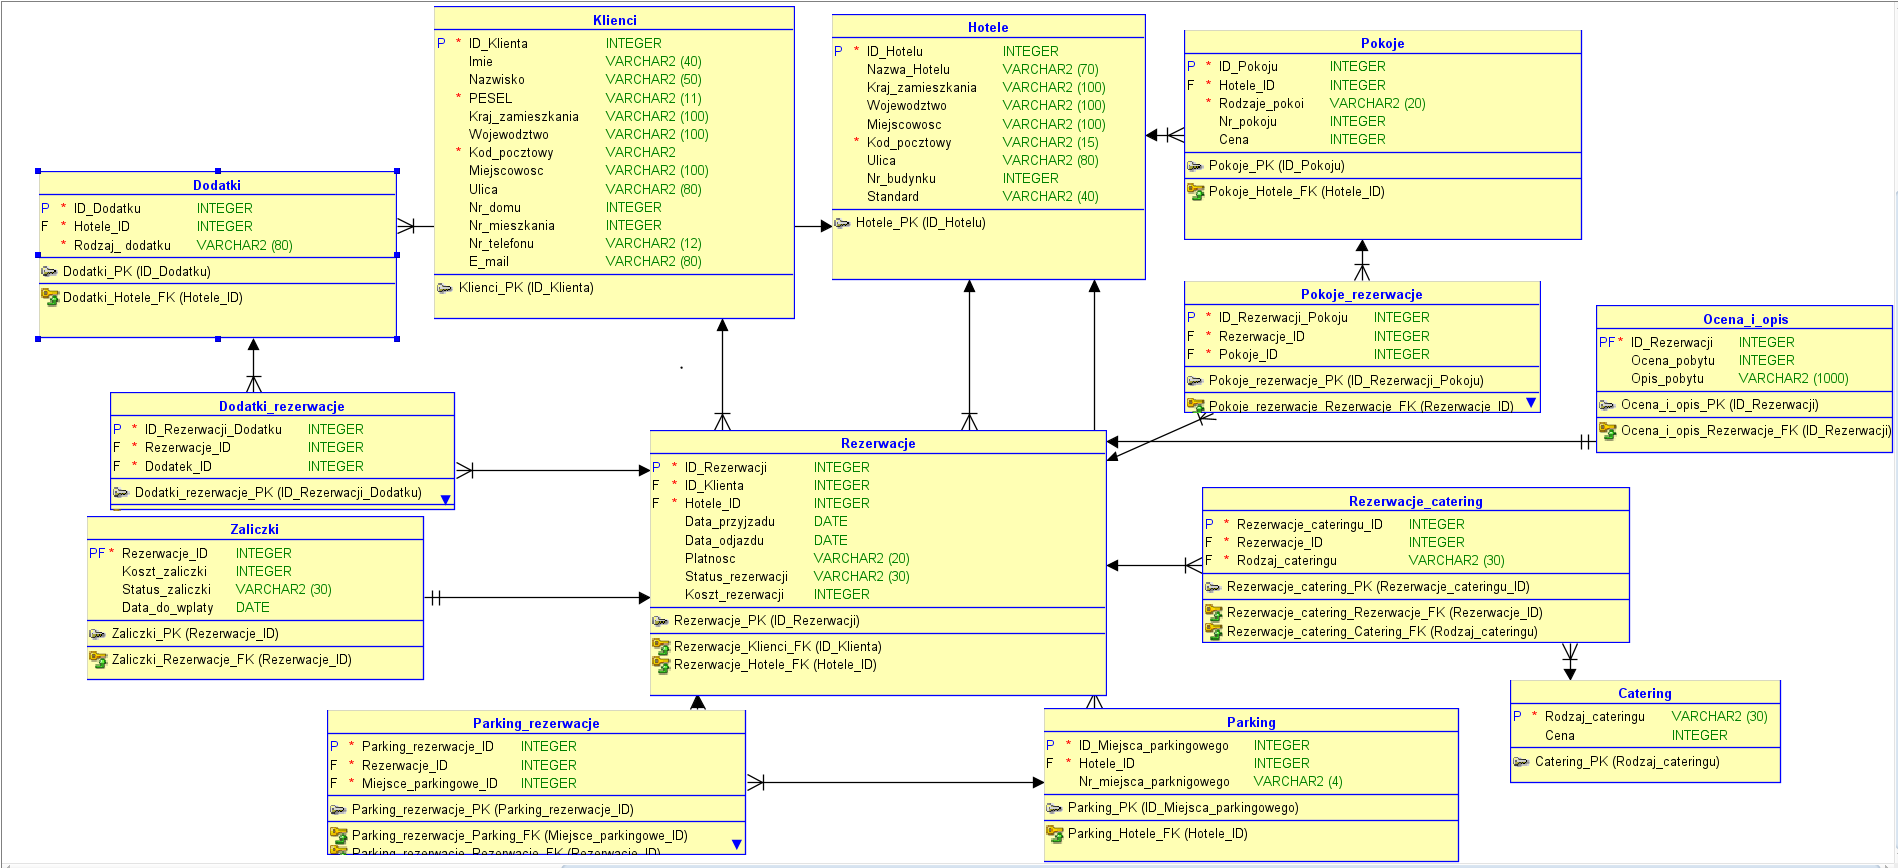 Klienci
P * ID_Klienta INTEGER
Imie VARCHAR2 (40)
Nazwisko VARCHAR2 (50)
* PESEL VARCHAR2 (11)
Kraj_zamieszkania VARCHAR2 (100)
Wojewodztwo VARCHAR2 (100)
* Kod_pocztowy VARCHAR2
Miejscowosc VARCHAR2 (100)
Ulica VARCHAR2 (80)
Nr_domu INTEGER
Nr_mieszkania INTEGER
Nr_telefonu VARCHAR2 (12)
E_mail VARCHAR2 (80)
Klienci_PK (ID_Klienta)
Hotele
P * ID_Hotelu INTEGER
Nazwa_Hotelu VARCHAR2 (70)
Kraj_zamieszkania VARCHAR2 (100)
Wojewodztwo VARCHAR2 (100)
Miejscowosc VARCHAR2 (100)
* Kod_pocztowy VARCHAR2 (15)
Ulica VARCHAR2 (80)
Nr_budynku INTEGER
Standard VARCHAR2 (40)
Hotele_PK (ID_Hotelu)
Pokoje
P * ID_Pokoju INTEGER
F * Hotele_ID INTEGER
* Rodzaje_pokoi VARCHAR2 (20)
Nr_pokoju INTEGER
Cena INTEGER
Pokoje_PK (ID_Pokoju)
Pokoje_Hotele_FK (Hotele_ID)
Dodatki
P * ID_Dodatku INTEGER
F * Hotele_ID INTEGER
* Rodzaj_ dodatku VARCHAR2 (80)
Dodatki_PK (ID_Dodatku)
Dodatki_Hotele_FK (Hotele_ID)
Pokoje_rezerwacje
P * ID_Rezerwacji_Pokoju INTEGER
F * Rezerwacje_ID INTEGER
F * Pokoje_ID INTEGER
Pokoje_rezerwacje_PK (ID_Rezerwacji_Pokoju)
Pokoje_rezerwacje_Rezerwacje_FK (Rezerwacje_ID)
Ocena_i_opis
PF * ID_Rezerwacji INTEGER
Ocena_pobytu INTEGER
Opis_pobytu VARCHAR2 (1000)
Ocena_i_opis_PK (ID_Rezerwacji)
Ocena_i_opis_Rezerwacje_FK (ID_Rezerwacji)
Dodatki_rezerwacje
P * ID_Rezerwacji_Dodatku INTEGER
F * Rezerwacje_ID INTEGER
F * Dodatek_ID INTEGER
Dodatki_rezerwacje_PK (ID_Rezerwacji_Dodatku)
Rezerwacje
P * ID_Rezerwacji INTEGER
F * ID_Klienta INTEGER
F * Hotele_ID INTEGER
Data_przyjzadu DATE
Data_odjazdu DATE
Platnosc VARCHAR2 (20)
Status_rezerwacji VARCHAR2 (30)
Koszt_rezerwacji INTEGER
Rezerwacje_PK (ID_Rezerwacji)
Rezerwacje_Klienci_FK (ID_Klienta)
Rezerwacje_Hotele_FK (Hotele_ID)
Rezerwacje_catering
P * Rezerwacje_cateringu_ID INTEGER
F * Rezerwacje_ID INTEGER
F * Rodzaj_cateringu VARCHAR2 (30)
Rezerwacje_catering_PK (Rezerwacje_cateringu_ID)
Rezerwacje_catering_Rezerwacje_FK (Rezerwacje_ID)
Rezerwacje_catering_Catering_FK (Rodzaj_cateringu)
Zaliczki
PF * Rezerwacje_ID INTEGER
Koszt_zaliczki INTEGER
Status_zaliczki VARCHAR2 (30)
Data_do_wplaty DATE
Zaliczki_PK (Rezerwacje_ID)
Zaliczki_Rezerwacje_FK (Rezerwacje_ID)
Catering
P * Rodzaj_cateringu VARCHAR2 (30)
Cena INTEGER
Catering_PK (Rodzaj_cateringu)
Parking_rezerwacje
P * Parking_rezerwacje_ID INTEGER
F * Rezerwacje_ID INTEGER
F * Miejsce_parkingowe_ID INTEGER
Parking_rezerwacje_PK (Parking_rezerwacje_ID)
Parking_rezerwacje_Parking_FK (Miejsce_parkingowe_ID)
Parking_rezerwacje_Rezerwacje_FK (Rezerwacje_ID)
Parking
P * ID_Miejsca_parkingowego INTEGER
F * Hotele_ID INTEGER
Nr_miejsca_parknigowego VARCHAR2 (4)
Parking_PK (ID_Miejsca_parkingowego)
Parking_Hotele_FK (Hotele_ID)